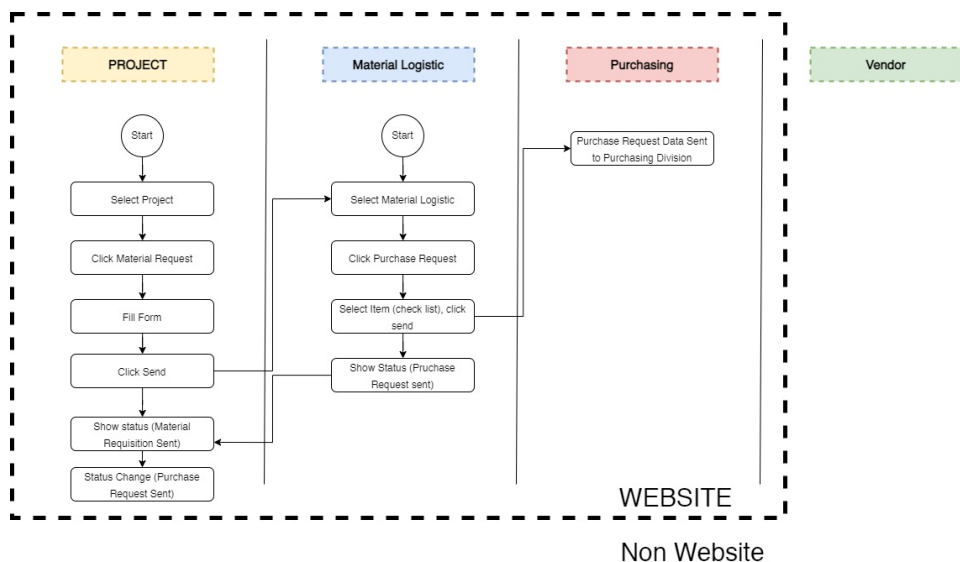 PROJECT
Material Logistic
Purchasing
Vendor
Start
Select Project
Click Material Request
Fill Form
Click Send
Show status (Material
Requisition Sent)
Status Change (Purchase
Request Sent)
Start
Select Material Logistic
Click Purchase Request
Select Item (check list), click
send
Show Status (Pruchase
Request sent)
Purchase Request Data Sent
to Purchasing Division
WEBSITE
Non Website